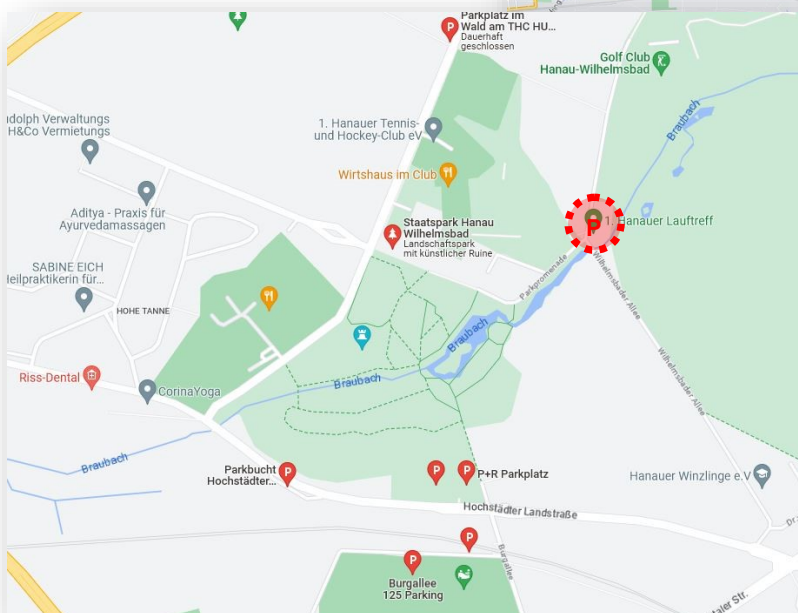 Parkplatz im
Wald am THC HU...
Dauerhaft
geschlossen
Golf Club
Hanau-Wilhelmsbad
Braubach
dolph Verwaltungs
H&Co Vermietungs
1. Hanauer Tennis-
und Hockey-Club eV
Wirtshaus im Club
Aditya - Praxis für
Ayurvedamassagen
Staatspark Hanau
Wilhelmsbad
Landschaftspark
mit künstlicher Ruine
P
1. Hanauer Lauftreff
Parkpromenade
Wilhelmsbader Allee
SABINE EICH
Heilpraktikerin für...
HOHE TANNE
Braubach
Wilhelmsbader Allee
Riss-Dental
CorinaYoga
Braubach
Braubach
Parkbucht
Hochstädter...
P+R Parkplatz
Hanauer Winzlinge e.V
Hochstädter Landstraße
Burgallee
Burgallee
125 Parking